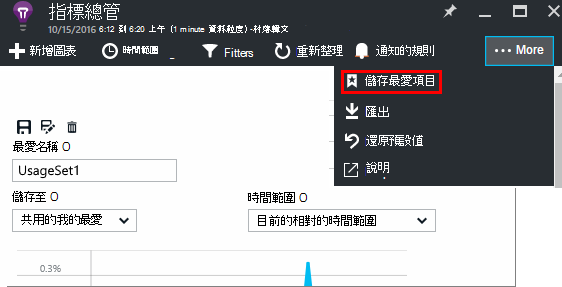 指標總管
10/15/2016 6:12 到 6:20 上午 (1 minute 資料粒度) -村落韓文
新增圖表
時間範圍
Filters
重新整理
通知的規則
More
儲存最愛項目
匯出
還原預設值
說明
最愛名稱 O
UsageSet1
儲存至 O
共用的我的最愛
時間範圍 O
目前的相對的時間範圍
0.3%